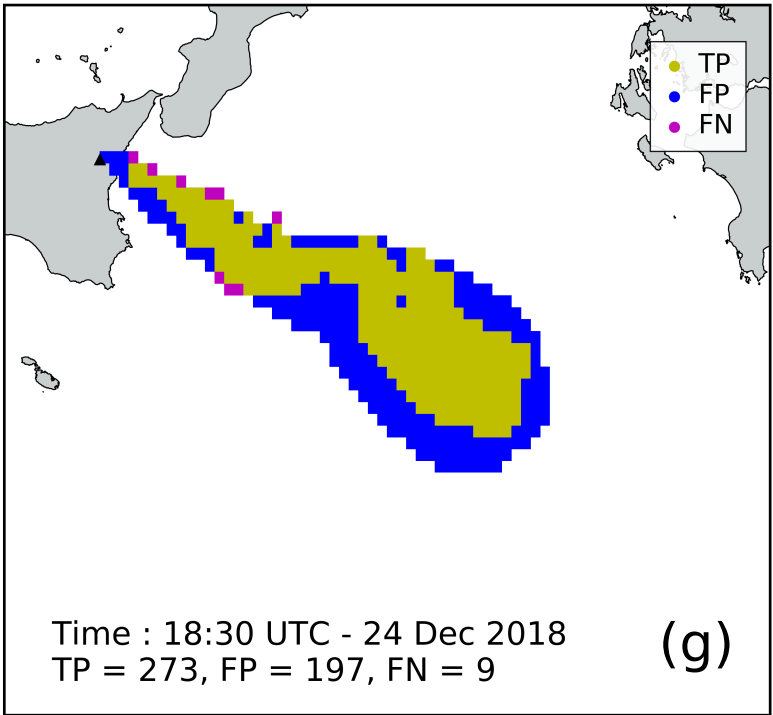 TP
FP
FN
Time : 18:30 UTC - 24 Dec 2018
TP = 273, FP = 197, FN = 9
(g)